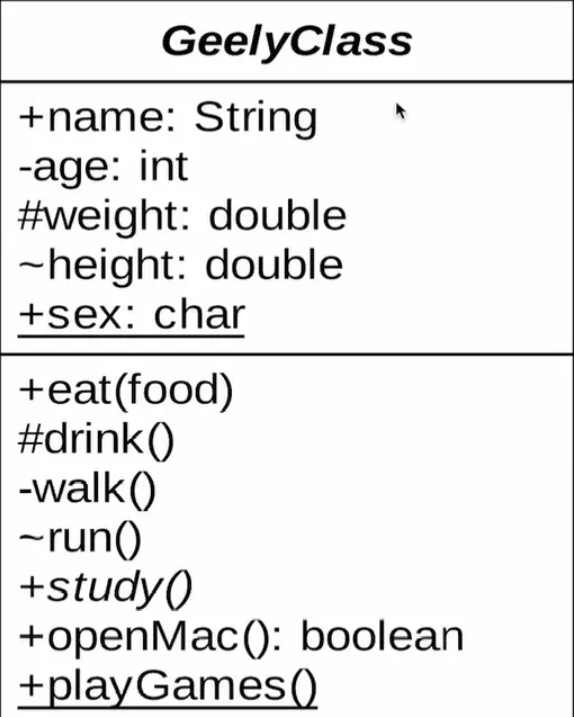 GeelyClass
+name: String
-age: int
#weight: double
~height: double
+sex: char
+eat(food)
#drink()
-walk()
~run()
+study()
+openMac(): boolean
+playGames()